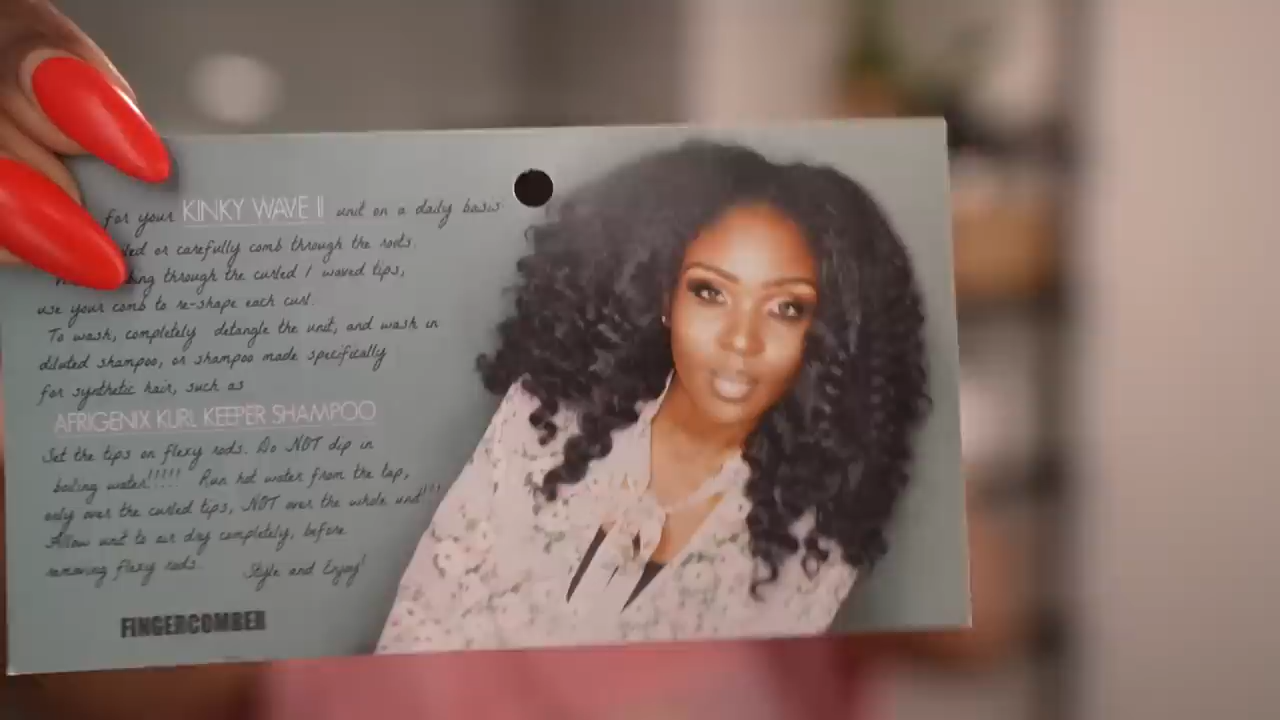 for your KINKY WAVE II unit on a daily basis
or carefully comb through the roots.
through the curled / waved tips,
use your comb to re-shape each curl.
To wash, completely detangle the unit, and wash in
diluted shampoo, or shampoo made specifically
for synthetic hair, such as
AFRIGENIX KURL KEEPER SHAMPOO
Set the tips on flexy rods. Do NOT dip in
boiling water!!!!! Run hot water from the tap,
only over the curled tips, NOT over the whole unit!!!
Allow unit to air dry completely, before
removing flexy rods.
Style and Enjoy!
FINGERCOMBER